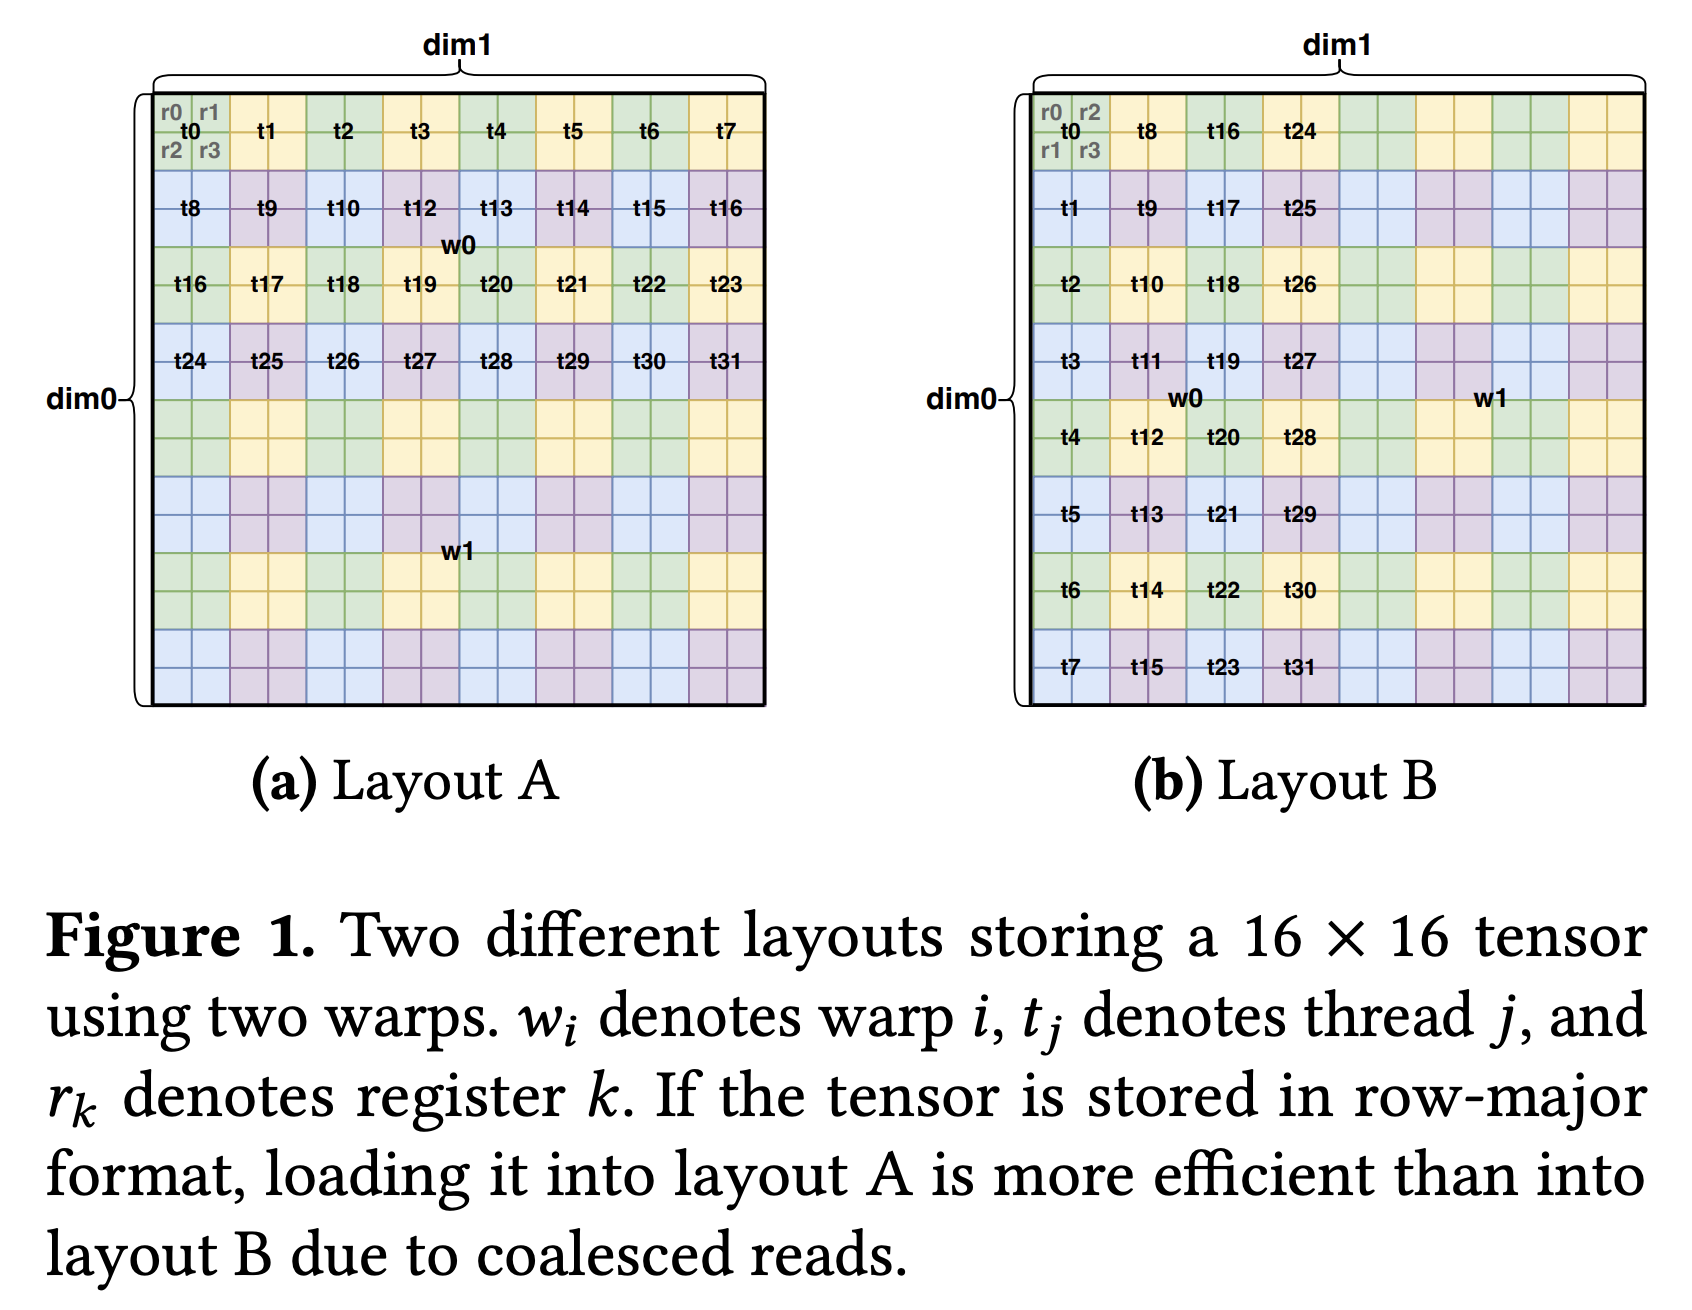 dim1
r0 r1
t0 t1 t2 t3 t4 t5 t6 t7
r2 r3
t8 t9 t10 t12 t13 t14 t15 t16
w0
t16 t17 t18 t19 t20 t21 t22 t23
t24 t25 t26 t27 t28 t29 t30 t31
dim0
w1
(a) Layout A
dim1
r0 r2
t0 t8 t16 t24
r1 r3
t1 t9 t17 t25
t2 t10 t18 t26
t3 t11 t19 t27
dim0 w0 w1
t4 t12 t20 t28
t5 t13 t21 t29
t6 t14 t22 t30
t7 t15 t23 t31
(b) Layout B
Figure 1. Two different layouts storing a 16 × 16 tensor
using two warps. wᵢ denotes warp i, tⱼ denotes thread j, and
rₖ denotes register k. If the tensor is stored in row-major
format, loading it into layout A is more efficient than into
layout B due to coalesced reads.